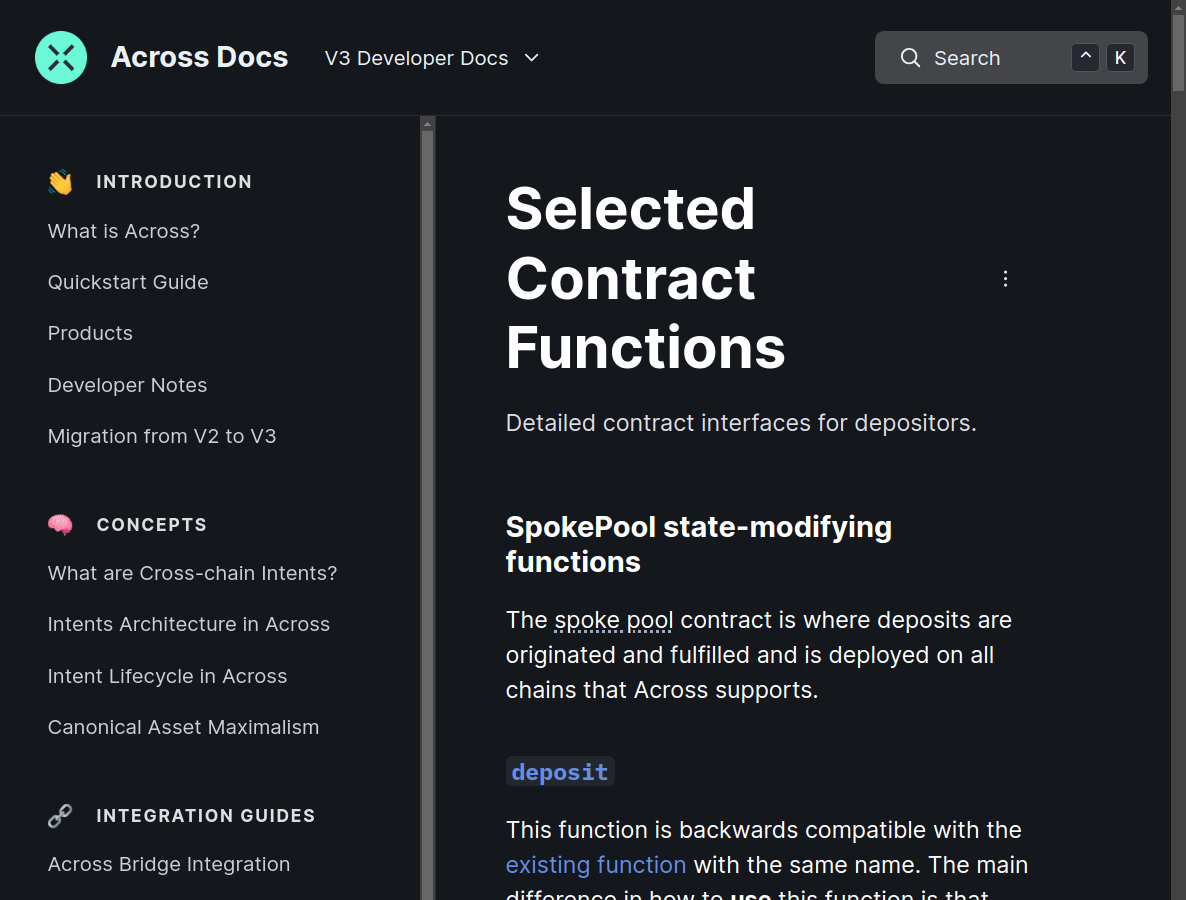 Across Docs
V3 Developer Docs
Search
^ K
INTRODUCTION
What is Across?
Quickstart Guide
Products
Developer Notes
Migration from V2 to V3
CONCEPTS
What are Cross-chain Intents?
Intents Architecture in Across
Intent Lifecycle in Across
Canonical Asset Maximalism
INTEGRATION GUIDES
Across Bridge Integration
Selected
Contract
Functions
Detailed contract interfaces for depositors.
SpokePool state-modifying
functions
The spoke pool contract is where deposits are
originated and fulfilled and is deployed on all
chains that Across supports.
deposit
This function is backwards compatible with the
existing function with the same name. The main
difference in how to use this function is that